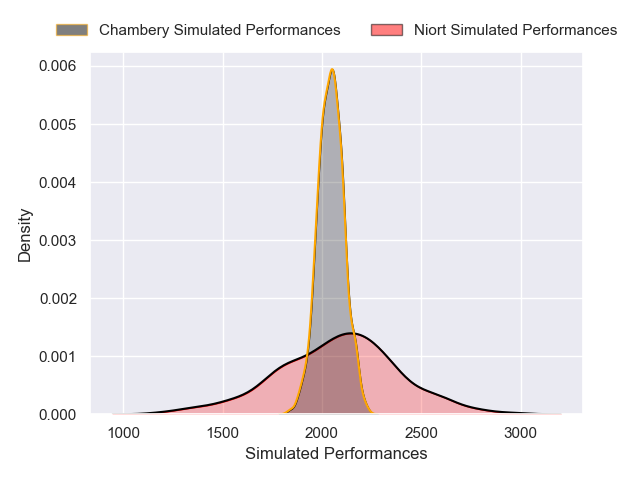 Chambery Simulated Performances
Niort Simulated Performances
0.006
0.005
0.004
0.003
0.002
0.001
0.000
Density
1000 1500 2000 2500 3000
Simulated Performances